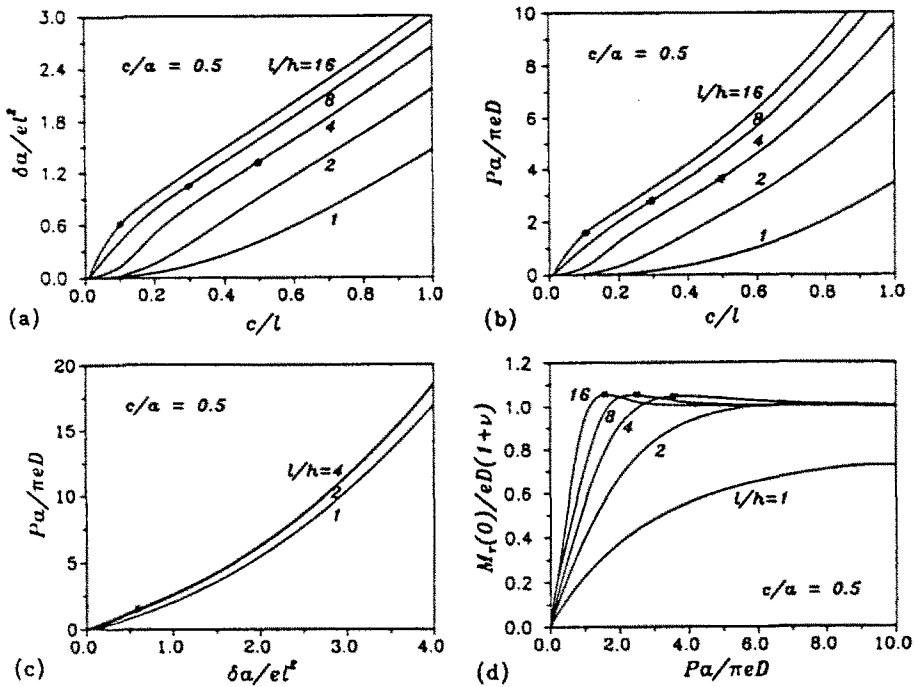 3.0
2.4
1.8
1.2
0.6
0.0
δa/el²
c/a = 0.5
l/h=16
8
4
2
1
0.0 0.2 0.4 0.6 0.8 1.0
c/l
(a)
10
8
6
4
2
0
Pa/πeD
c/a = 0.5
l/h=16
8
4
2
1
0.0 0.2 0.4 0.6 0.8 1.0
c/l
(b)
20
15
10
5
0
Pa/πeD
c/a = 0.5
l/h=4
2
1
0.0 1.0 2.0 3.0 4.0
δa/el²
(c)
1.2
1.0
0.8
0.6
0.4
0.2
0.0
Mᵣ(0)/eD(1+ν)
16
8
4
2
l/h=1
c/a = 0.5
0.0 2.0 4.0 6.0 8.0 10.0
Pa/πeD
(d)